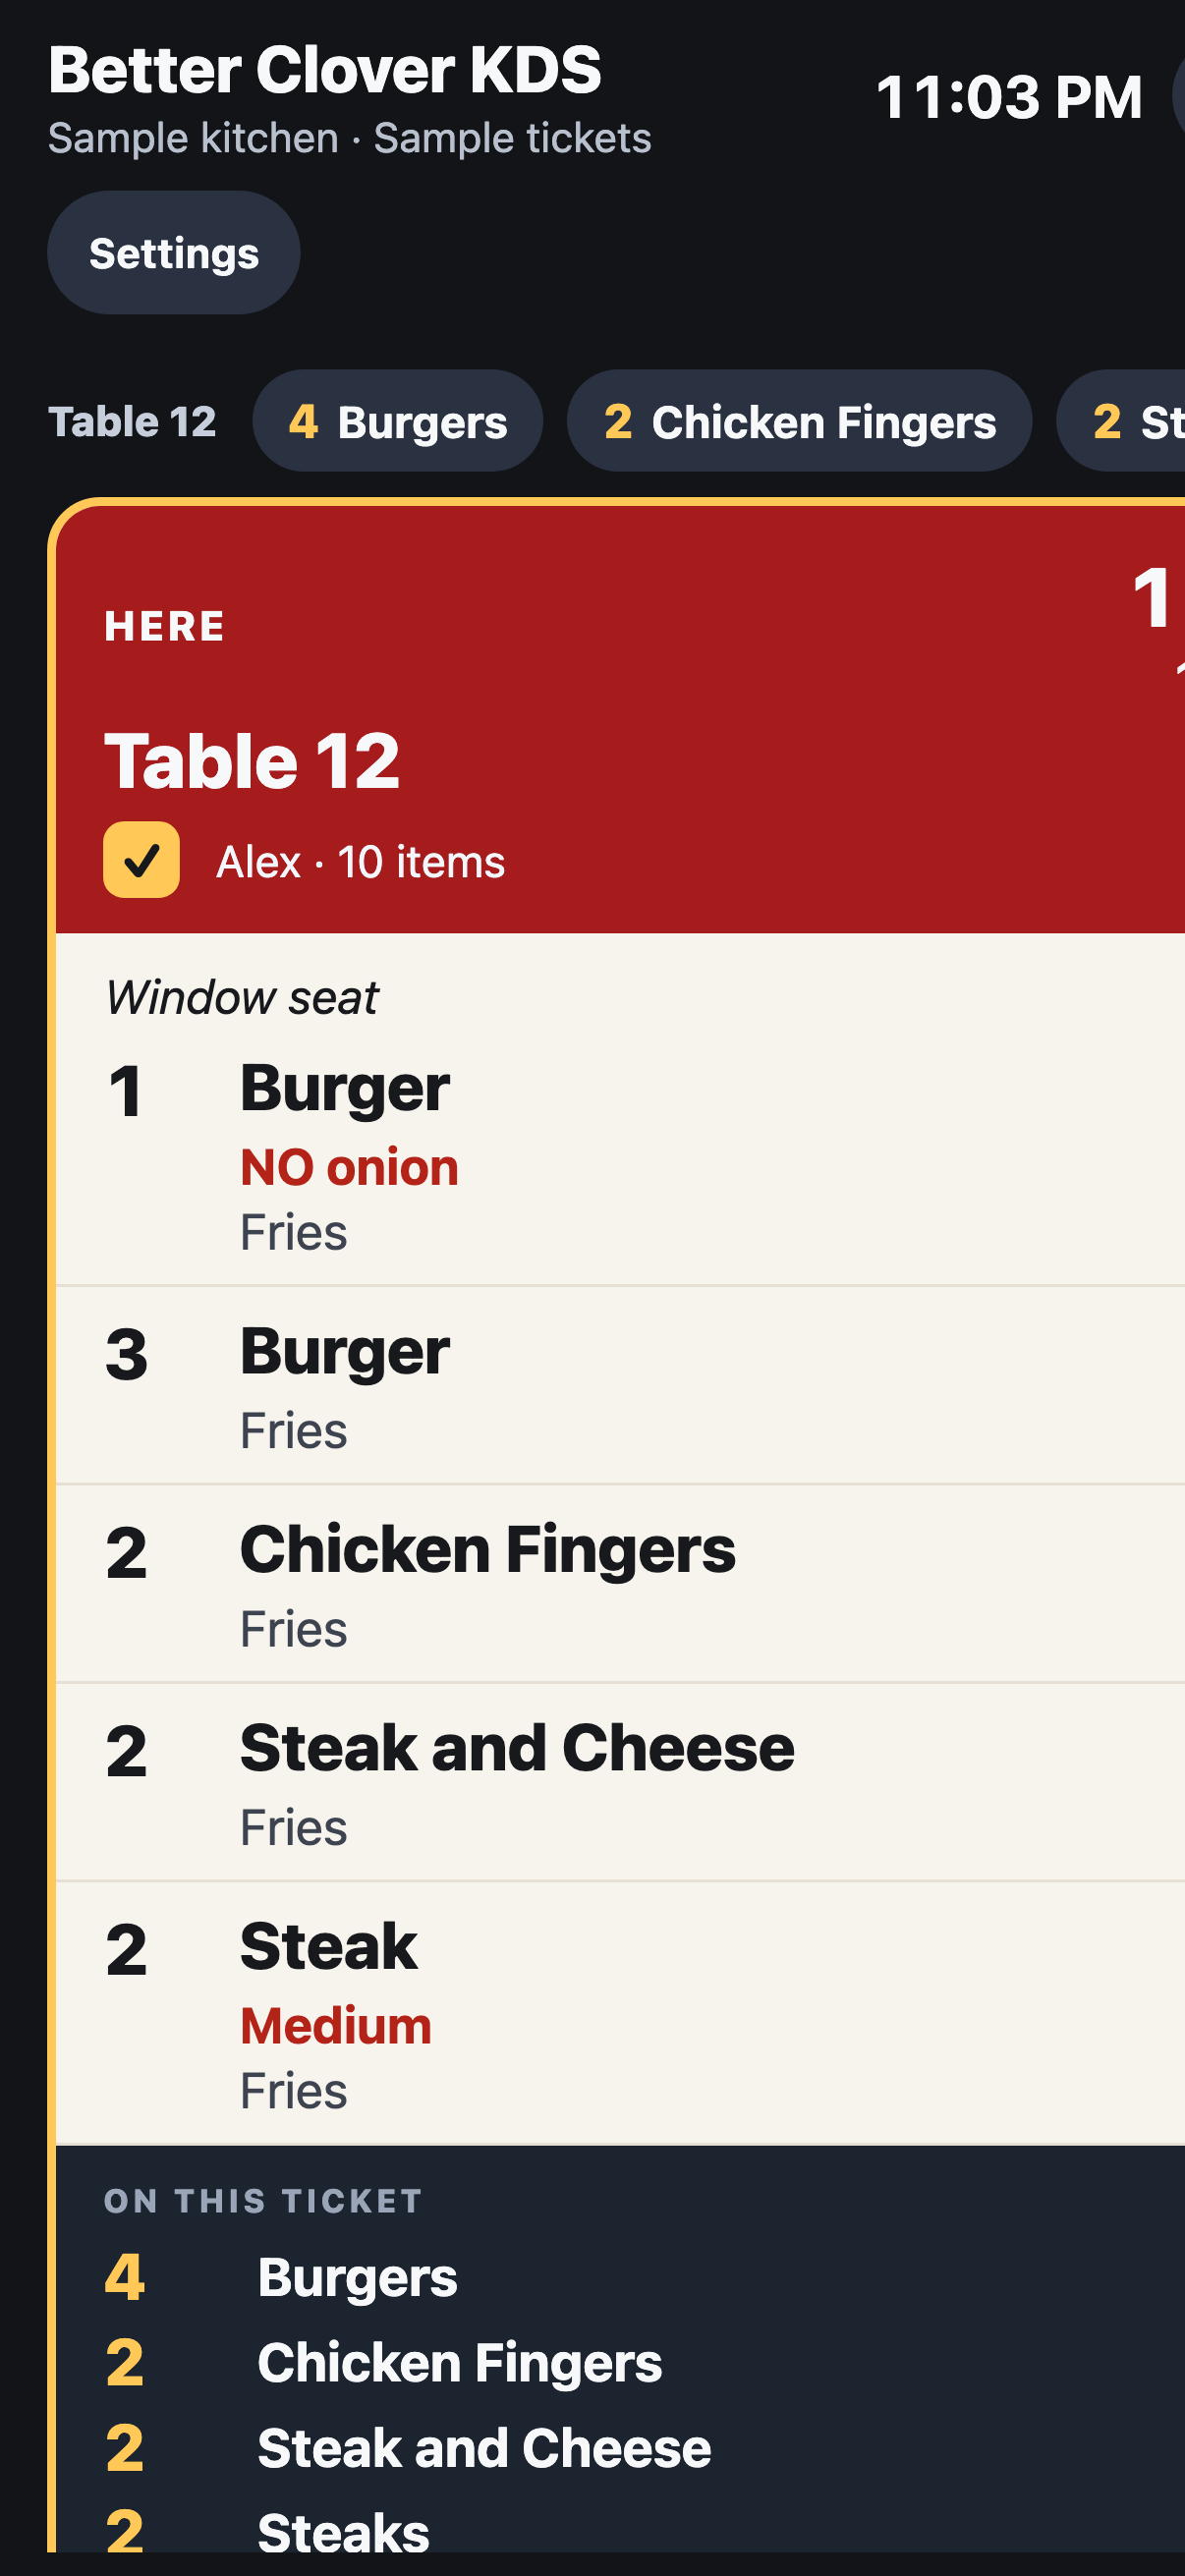 Better Clover KDS
11:03 PM
Sample kitchen · Sample tickets
Settings
Table 12
4 Burgers
2 Chicken Fingers
2
HERE
Table 12
Alex · 10 items
Window seat
1 Burger
NO onion
Fries
3 Burger
Fries
2 Chicken Fingers
Fries
2 Steak and Cheese
Fries
2 Steak
Medium
Fries
ON THIS TICKET
4 Burgers
2 Chicken Fingers
2 Steak and Cheese
2 Steaks